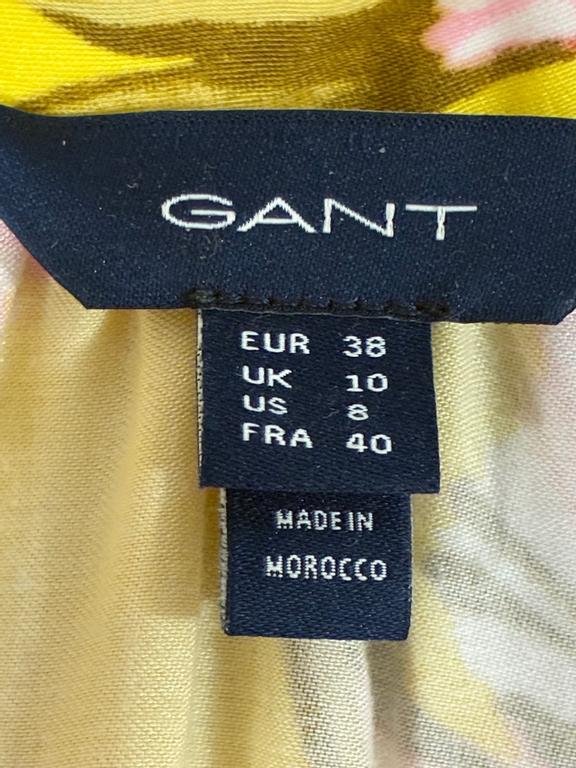 GANT
EUR 38
UK 10
US 8
FRA 40
MADE IN
MOROCCO